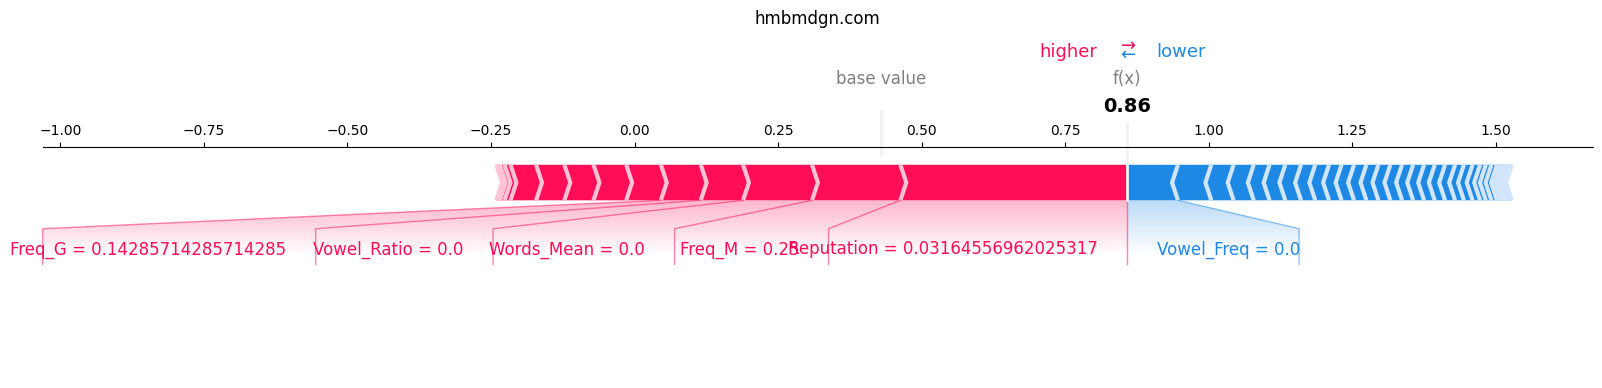 hmbmdgn.com
higher ⇄ lower
base value f(x)
0.86
−1.00 −0.75 −0.50 −0.25 0.00 0.25 0.50 0.75 1.00 1.25 1.50
Freq_G = 0.14285714285714285 Vowel_Ratio = 0.0 Words_Mean = 0.0 Freq_M = Reputation = 0.03164556962025317 Vowel_Freq = 0.0